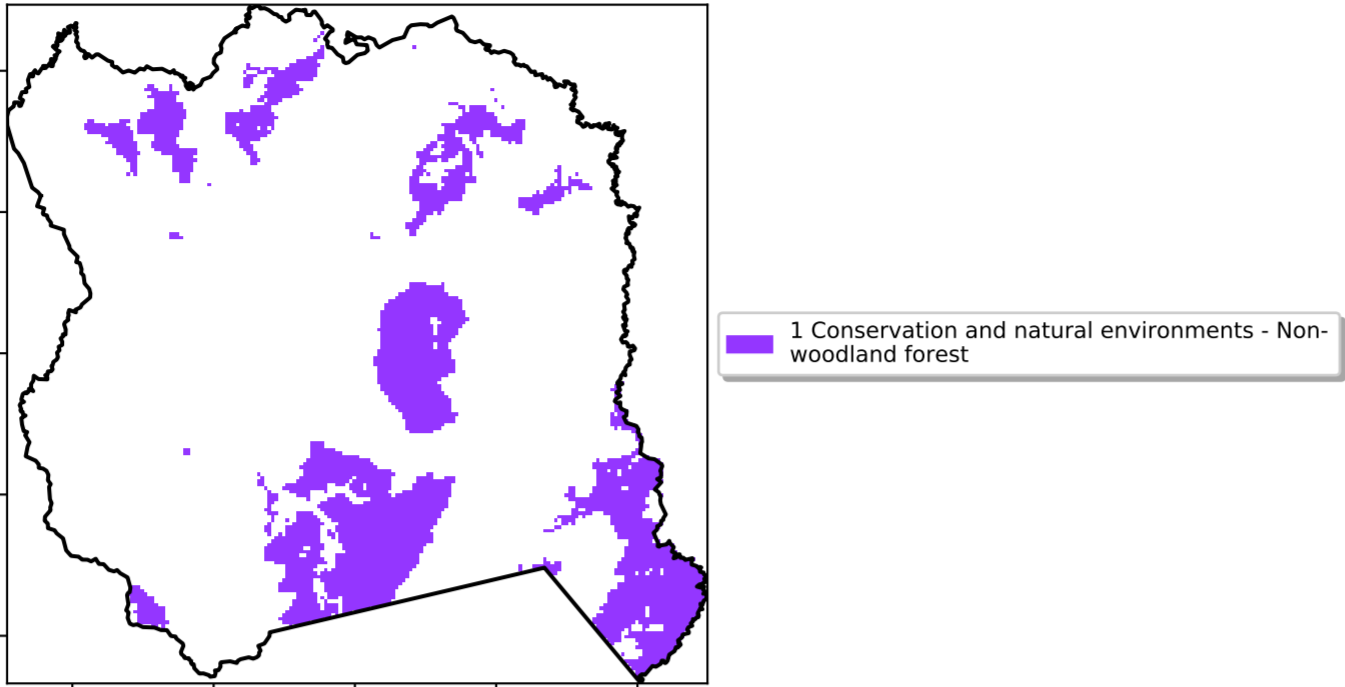 1 Conservation and natural environments - Non-
woodland forest